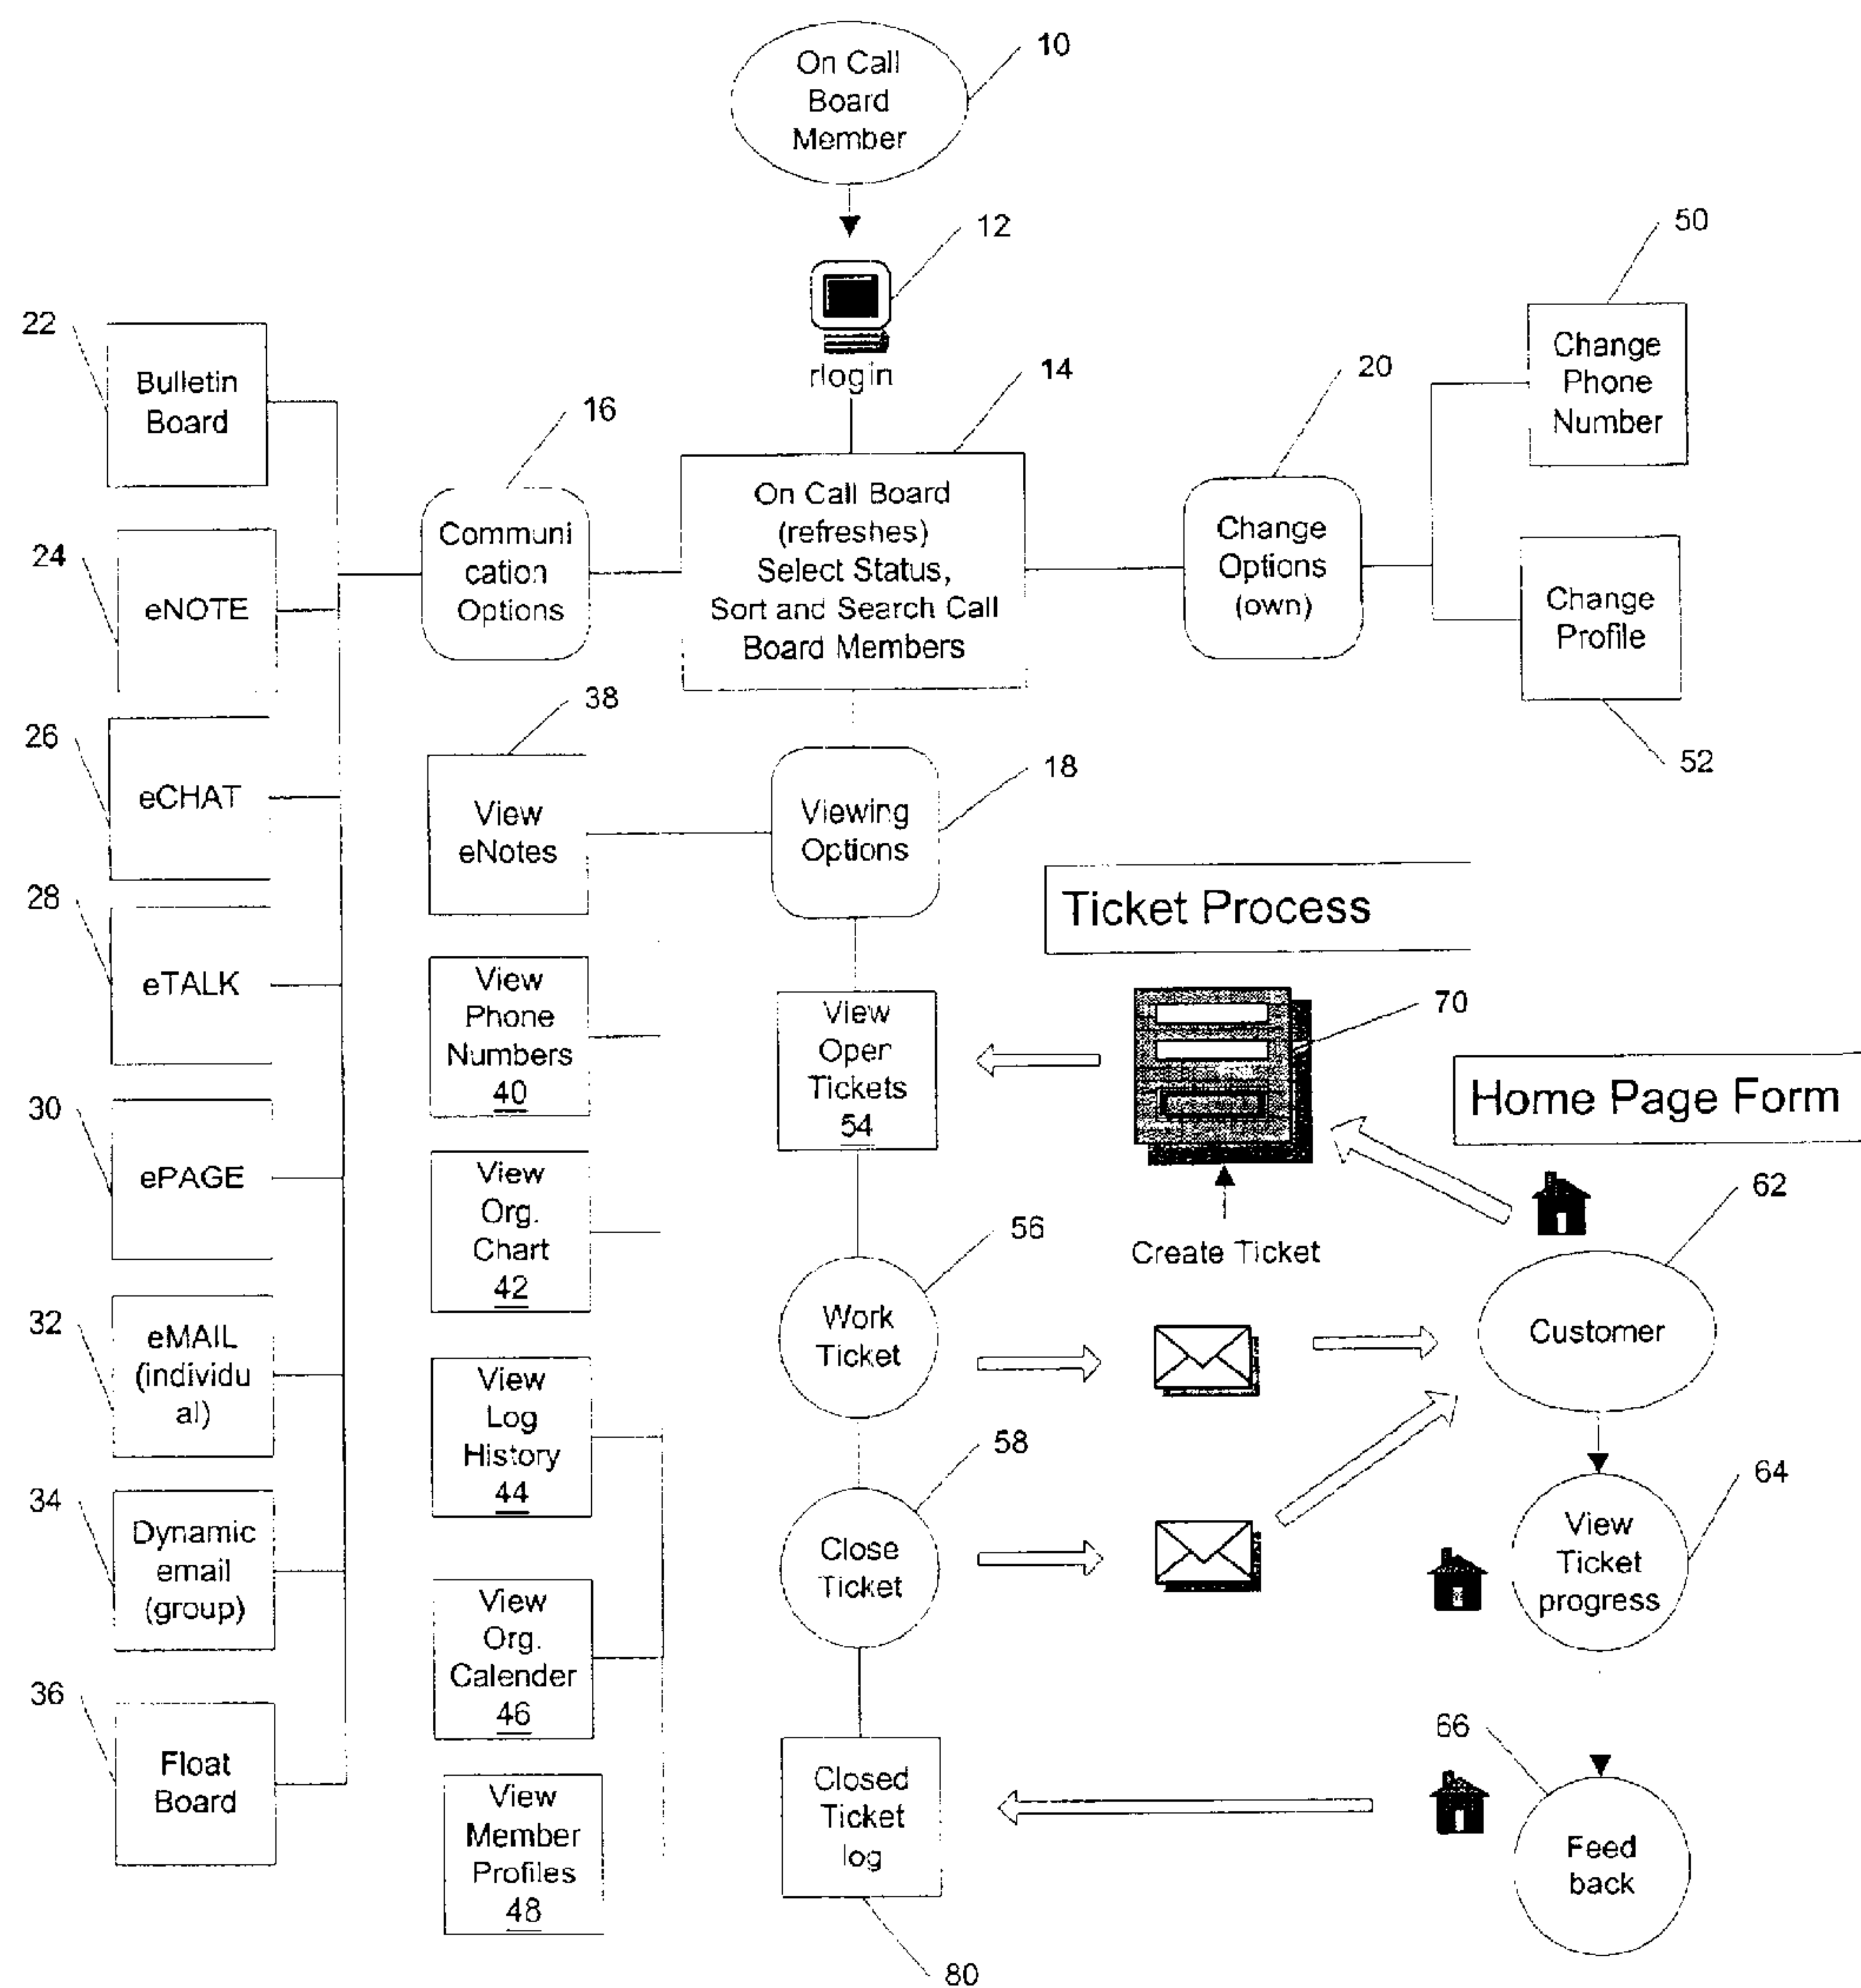 10
On Call
Board
Member
12
rlogin
14
On Call Board
(refreshes)
Select Status,
Sort and Search Call
Board Members
16
Communi
cation
Options
20
Change
Options
(own)
50
Change
Phone
Number
Change
Profile
52
22
Bulletin
Board
24
eNOTE
26
eCHAT
28
eTALK
30
ePAGE
32
eMAIL
(individu
al)
34
Dynamic
email
(group)
36
Float
Board
38
View
eNotes
View
Phone
Numbers
40
View
Org.
Chart
42
View
Log
History
44
View
Org.
Calender
46
View
Member
Profiles
48
18
Viewing
Options
View
Open
Tickets
54
56
Work
Ticket
58
Close
Ticket
Closed
Ticket
log
80
Ticket Process
70
Create Ticket
Home Page Form
62
Customer
64
View
Ticket
progress
66
Feed
back